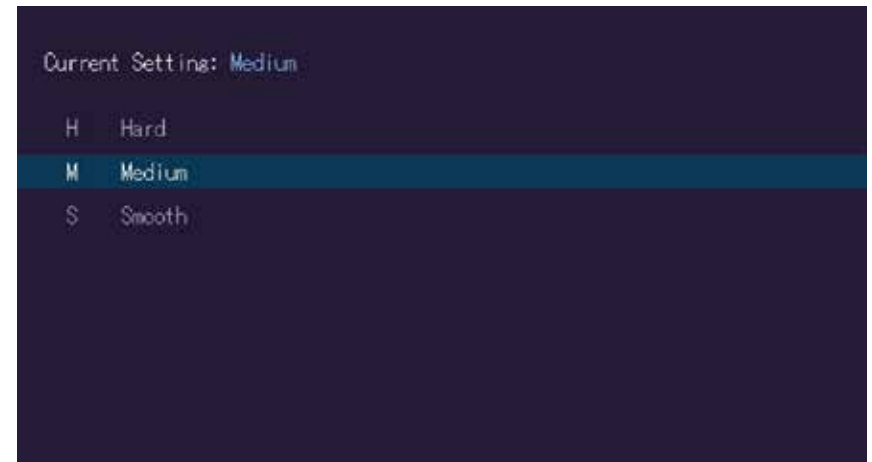 Current Setting: Medium
H Hard
M Medium
S Smooth